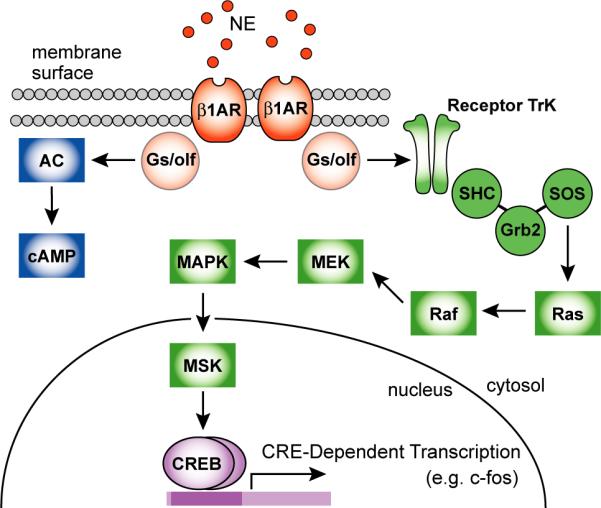 NE
membrane
surface
β1AR
β1AR
Receptor TrK
AC
Gs/olf
Gs/olf
SHC
SOS
Grb2
cAMP
MAPK
MEK
Raf
Ras
MSK
nucleus
cytosol
CREB
CRE-Dependent Transcription
(e.g. c-fos)